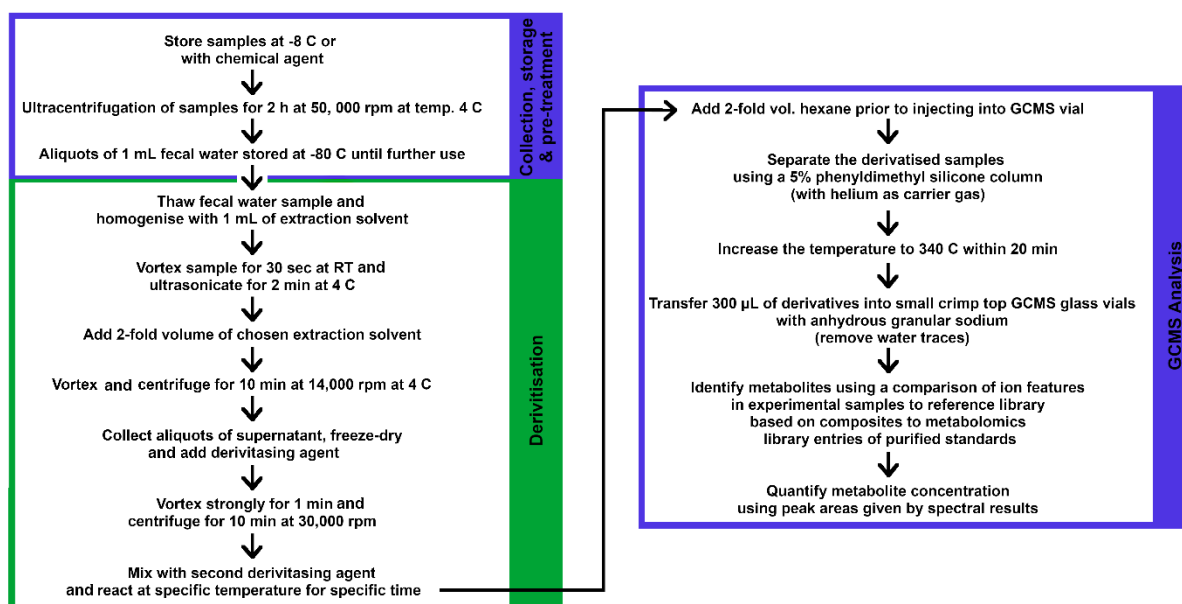 Store samples at -8 C or
with chemical agent
Ultracentrifugation of samples for 2 h at 50, 000 rpm at temp. 4 C
Aliquots of 1 mL fecal water stored at -80 C until further use
Collection, storage
& pre-treatment
Thaw fecal water sample and
homogenise with 1 mL of extraction solvent
Vortex sample for 30 sec at RT and
ultrasonicate for 2 min at 4 C
Add 2-fold volume of chosen extraction solvent
Vortex and centrifuge for 10 min at 14,000 rpm at 4 C
Collect aliquots of supernatant, freeze-dry
and add derivitasing agent
Vortex strongly for 1 min and
centrifuge for 10 min at 30,000 rpm
Mix with second derivitasing agent
and react at specific temperature for specific time
Derivitisation
Add 2-fold vol. hexane prior to injecting into GCMS vial
Separate the derivatised samples
using a 5% phenyldimethyl silicone column
(with helium as carrier gas)
Increase the temperature to 340 C within 20 min
Transfer 300 µL of derivatives into small crimp top GCMS glass vials
with anhydrous granular sodium
(remove water traces)
Identify metabolites using a comparison of ion features
in experimental samples to reference library
based on composites to metabolomics
library entries of purified standards
Quantify metabolite concentration
using peak areas given by spectral results
GCMS Analysis